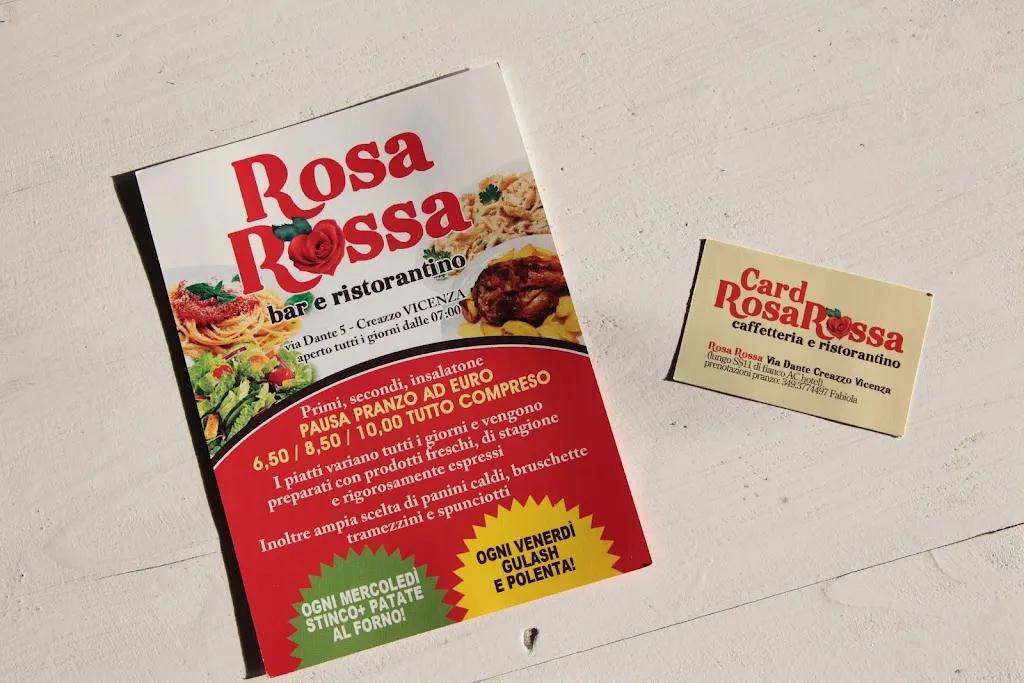 Rosa
Rossa
bar e ristorantino
via Dante 5 - Creazzo VICENZA
aperto tutti i giorni dalle 07:00
Primi, secondi, insalatone
PAUSA PRANZO AD EURO
6,50 / 8,50 / 10,00 TUTTO COMPRESO
I piatti variano tutti i giorni e vengono
preparati con prodotti freschi, di stagione
e rigorosamente espressi
Inoltre ampia scelta di panini caldi, bruschette
tramezzini e spunciotti
OGNI MERCOLEDÌ
STINCO+ PATATE
AL FORNO!
OGNI VENERDÌ
GULASH
E POLENTA!
Card
RosaRossa
caffetteria e ristorantino
Rosa Rossa Via Dante Creazzo Vicenza
(lungo SS11 di fianco AC hotel)
prenotazioni pranzo: 349.3774497 Fabiola